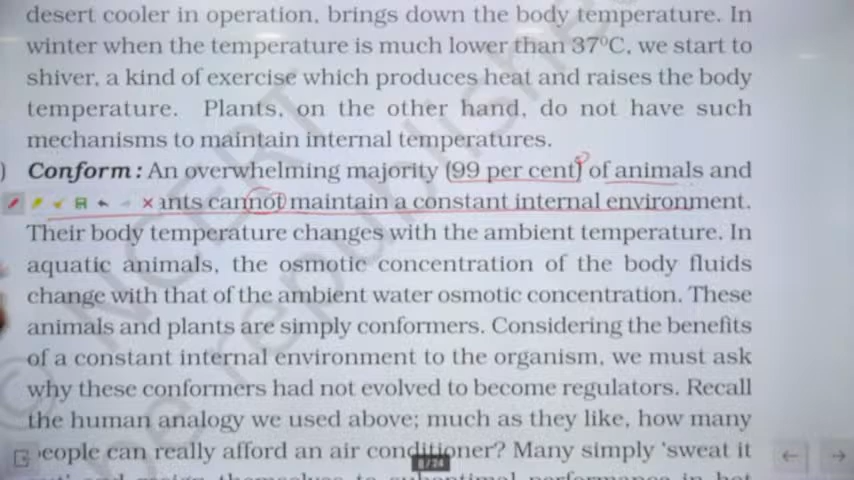 desert cooler in operation, brings down the body temperature. In
winter when the temperature is much lower than 37°C, we start to
shiver, a kind of exercise which produces heat and raises the body
temperature. Plants, on the other hand, do not have such
mechanisms to maintain internal temperatures.
) Conform: An overwhelming majority (99 per cent) of animals and
ants cannot maintain a constant internal environment.
Their body temperature changes with the ambient temperature. In
aquatic animals, the osmotic concentration of the body fluids
change with that of the ambient water osmotic concentration. These
animals and plants are simply conformers. Considering the benefits
of a constant internal environment to the organism, we must ask
why these conformers had not evolved to become regulators. Recall
the human analogy we used above; much as they like, how many
eople can really afford an air conditioner? Many simply 'sweat it
8/24
© NCERT
be republished